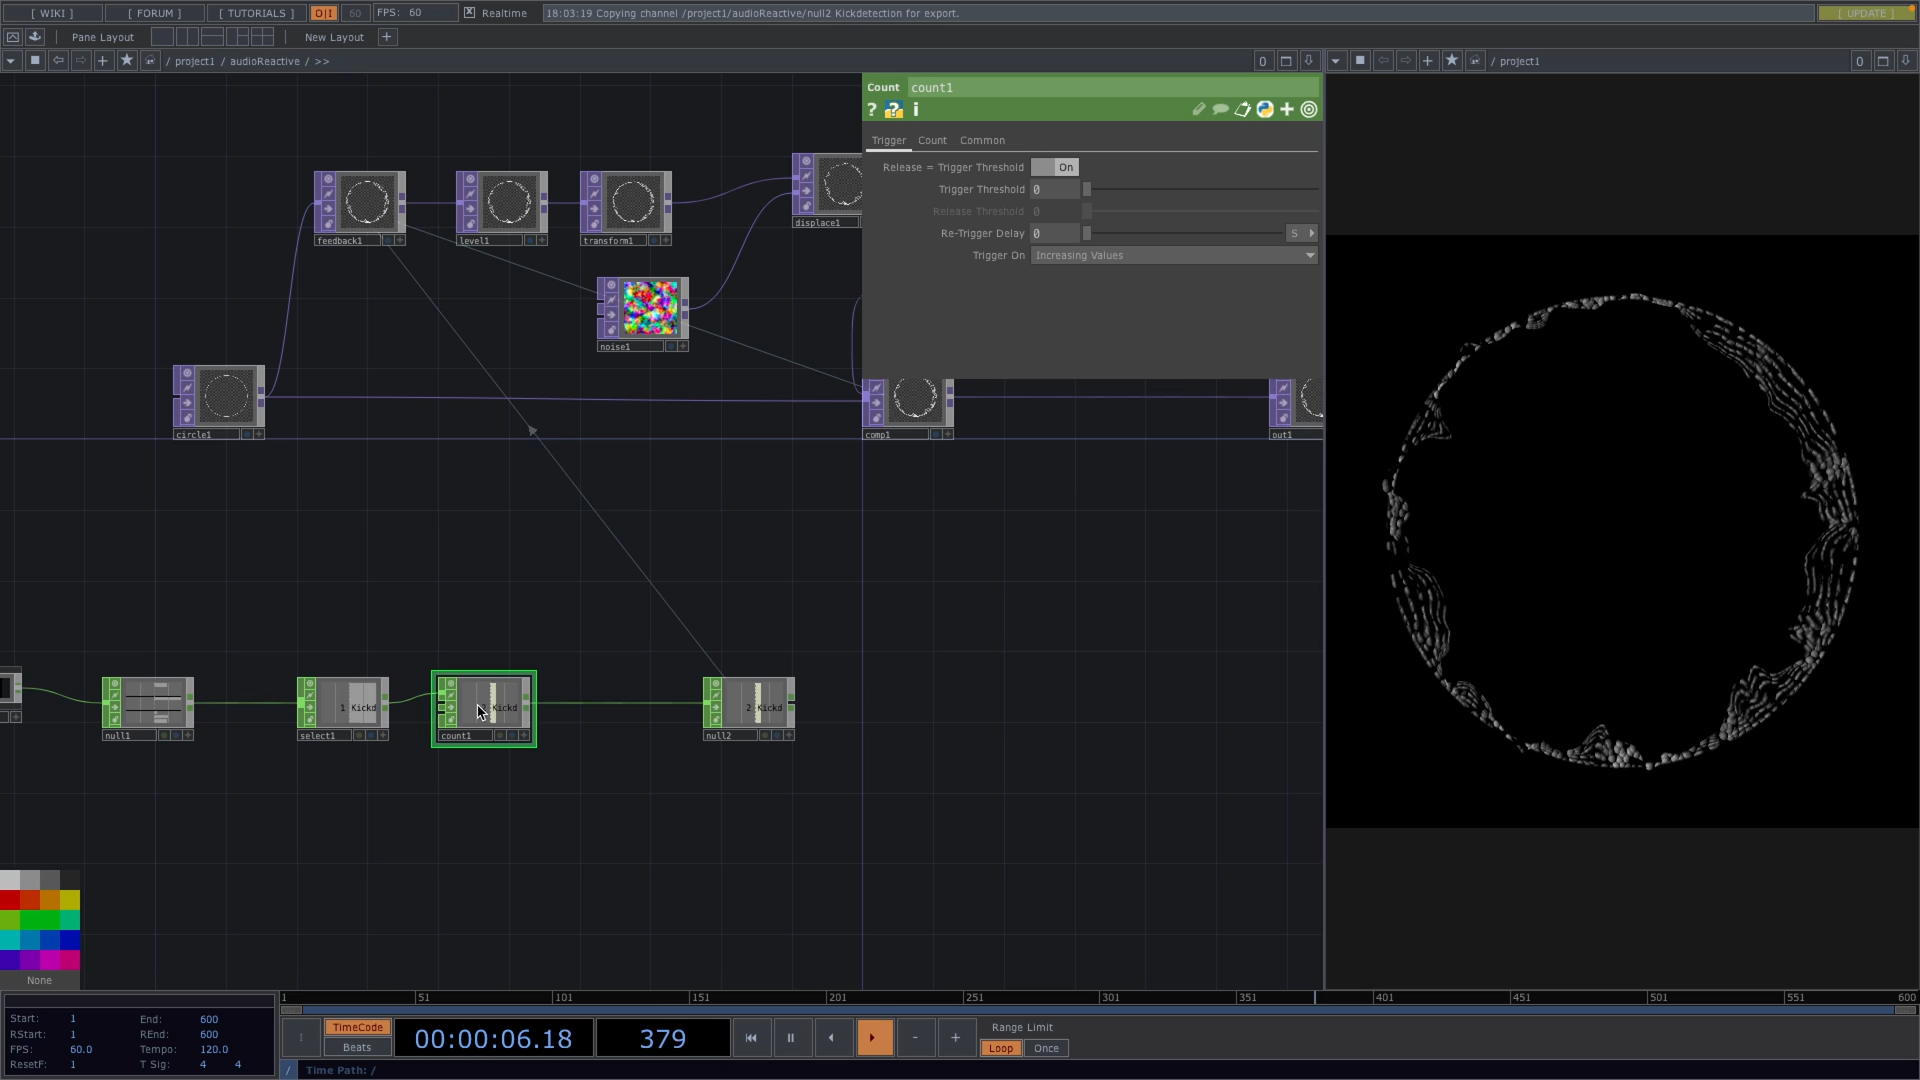 [ WIKI ] [ FORUM ] [ TUTORIALS ] O|I 60 FPS: 60 Realtime 18:03:19 Copying channel /project1/audioReactive/null2 Kickdetection for export. [ UPDATE ]
Pane Layout New Layout +
/ project1 / audioReactive / >> 0 / project1 0
Count count1
? ? i
Trigger Count Common
Release = Trigger Threshold On
Trigger Threshold 0
Release Threshold 0
Re-Trigger Delay 0 S
Trigger On Increasing Values
displace1
feedback1 level1 transform1
noise1
circle1 comp1 out1
1 Kickd Kickd 2 Kickd
null1 select1 count1 null2
None
1 51 101 151 201 251 301 351 401 451 501 551 600
Start: 1 End: 600
RStart: 1 REnd: 600
FPS: 60.0 Tempo: 120.0
ResetF: 1 T Sig: 4 4
TimeCode
Beats
00:00:06.18 379 - +
Range Limit
Loop Once
/ Time Path: /